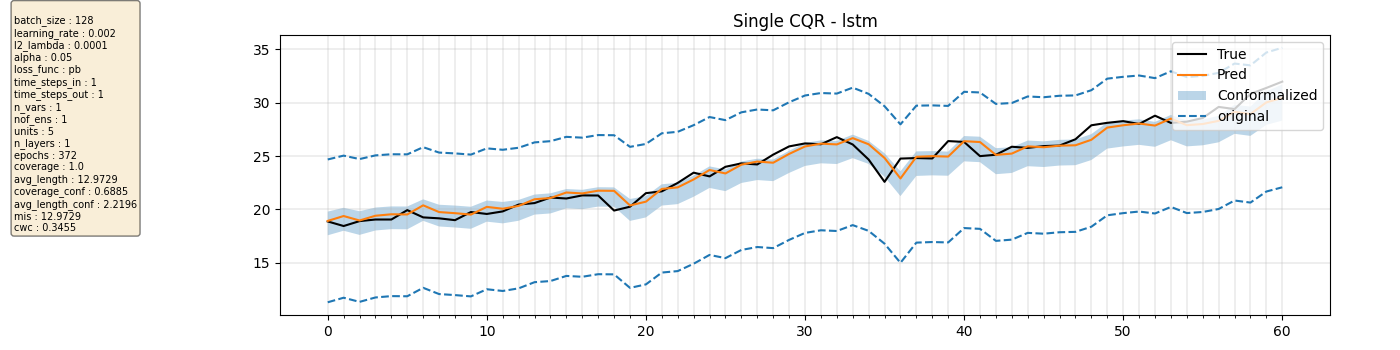 batch_size : 128
learning_rate : 0.002
l2_lambda : 0.0001
alpha : 0.05
loss_func : pb
time_steps_in : 1
time_steps_out : 1
n_vars : 1
nof_ens : 1
units : 5
n_layers : 1
epochs : 372
coverage : 1.0
avg_length : 12.9729
coverage_conf : 0.6885
avg_length_conf : 2.2196
mis : 12.9729
cwc : 0.3455
Single CQR - lstm
35
30
25
20
15
0 10 20 30 40 50 60
True
Pred
Conformalized
original